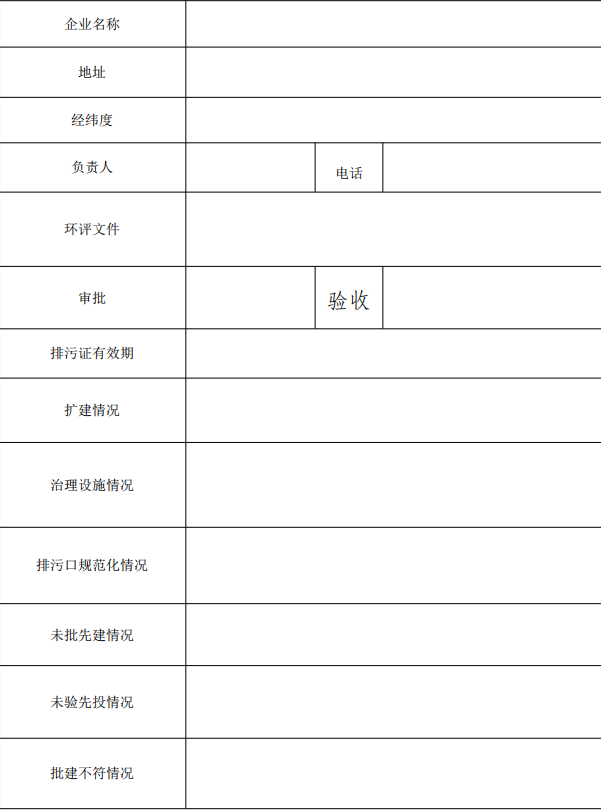 企业名称
地址
经纬度
负责人
电话
环评文件
审批
验收
排污证有效期
扩建情况
治理设施情况
排污口规范化情况
未批先建情况
未验先投情况
批建不符情况